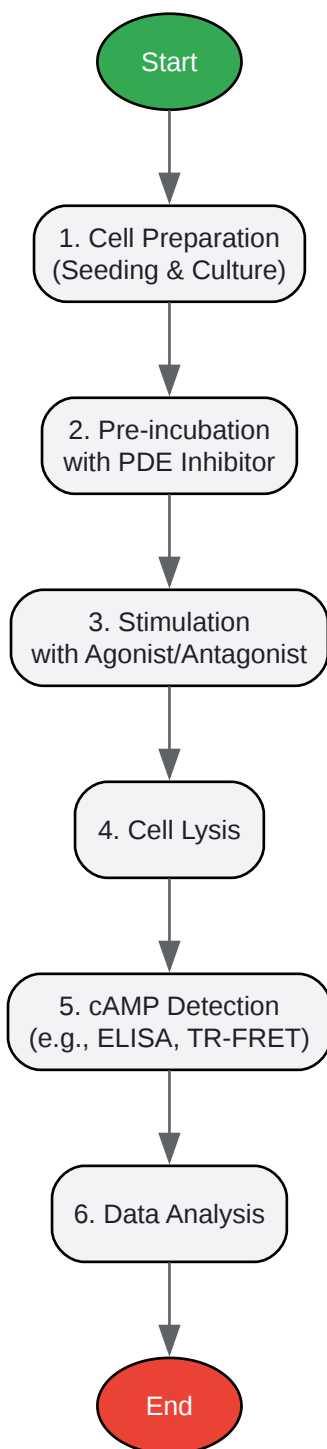 Start
1. Cell Preparation
(Seeding & Culture)
2. Pre-incubation
with PDE Inhibitor
3. Stimulation
with Agonist/Antagonist
4. Cell Lysis
5. cAMP Detection
(e.g., ELISA, TR-FRET)
6. Data Analysis
End